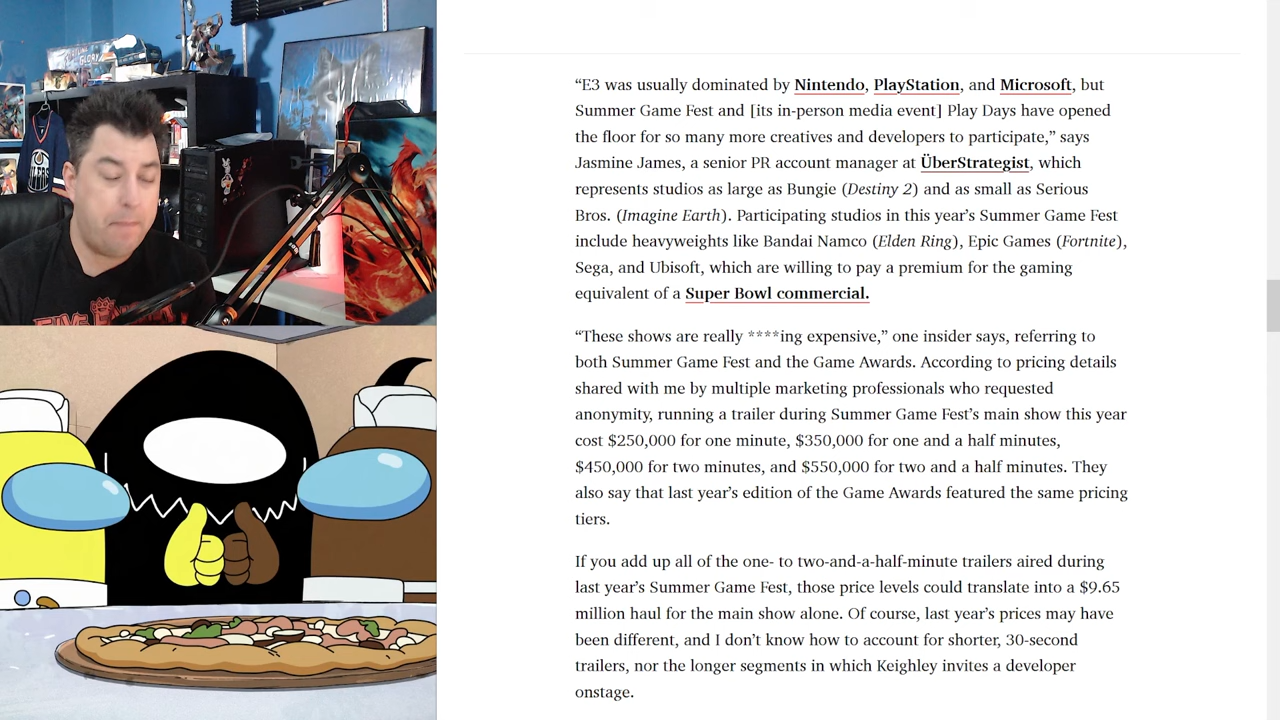 “E3 was usually dominated by Nintendo, PlayStation, and Microsoft, but
Summer Game Fest and [its in-person media event] Play Days have opened
the floor for so many more creatives and developers to participate,” says
Jasmine James, a senior PR account manager at ÜberStrategist, which
represents studios as large as Bungie (Destiny 2) and as small as Serious
Bros. (Imagine Earth). Participating studios in this year’s Summer Game Fest
include heavyweights like Bandai Namco (Elden Ring), Epic Games (Fortnite),
Sega, and Ubisoft, which are willing to pay a premium for the gaming
equivalent of a Super Bowl commercial.
“These shows are really ****ing expensive,” one insider says, referring to
both Summer Game Fest and the Game Awards. According to pricing details
shared with me by multiple marketing professionals who requested
anonymity, running a trailer during Summer Game Fest’s main show this year
cost $250,000 for one minute, $350,000 for one and a half minutes,
$450,000 for two minutes, and $550,000 for two and a half minutes. They
also say that last year’s edition of the Game Awards featured the same pricing
tiers.
If you add up all of the one- to two-and-a-half-minute trailers aired during
last year’s Summer Game Fest, those price levels could translate into a $9.65
million haul for the main show alone. Of course, last year’s prices may have
been different, and I don’t know how to account for shorter, 30-second
trailers, nor the longer segments in which Keighley invites a developer
onstage.